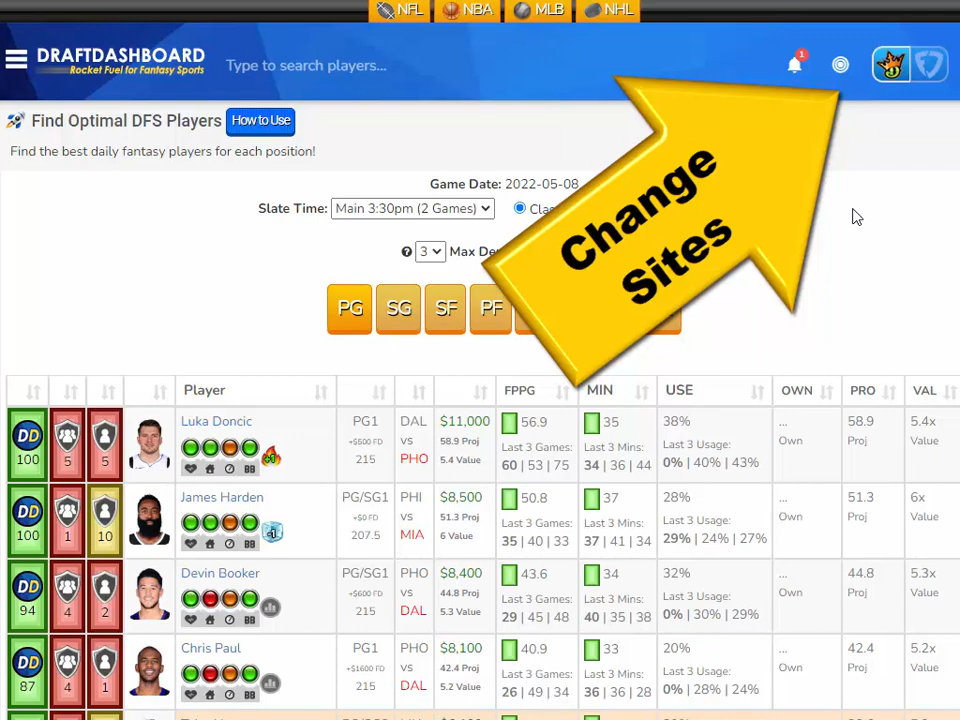 NFL NBA MLB NHL
DRAFTDASHBOARD
Rocket Fuel for Fantasy Sports
Type to search players...
1
Find Optimal DFS Players How to Use
Find the best daily fantasy players for each position!
Game Date: 2022-05-08
Slate Time: Main 3:30pm (2 Games)
3
Change
Sites
PG SG SF PF
Player FPPG MIN USE OWN PRO VAL
DD 100 5 5
Luka Doncic
+1
PG1
+$500 FD
215
DAL
VS
PHO
$11,000
58.9 Proj
5.4 Value
56.9
Last 3 Games:
60 | 53 | 75
35
Last 3 Mins:
34 | 36 | 44
38%
Last 3 Usage:
0% | 40% | 43%
...
Own
58.9
Proj
5.4x
Value
DD 100 1 10
James Harden
-1
PG/SG1
+$0 FD
207.5
PHI
VS
MIA
$8,500
51.3 Proj
6 Value
50.8
Last 3 Games:
35 | 40 | 33
37
Last 3 Mins:
37 | 41 | 34
28%
Last 3 Usage:
29% | 24% | 27%
...
Own
51.3
Proj
6x
Value
DD 94 4 2
Devin Booker
PG/SG1
+$600 FD
215
PHO
VS
DAL
$8,400
44.8 Proj
5.3 Value
43.6
Last 3 Games:
29 | 45 | 48
34
Last 3 Mins:
40 | 35 | 38
32%
Last 3 Usage:
0% | 30% | 29%
...
Own
44.8
Proj
5.3x
Value
DD 87 4 1
Chris Paul
PG1
+$1600 FD
215
PHO
VS
DAL
$8,100
42.4 Proj
5.2 Value
40.9
Last 3 Games:
26 | 49 | 34
33
Last 3 Mins:
36 | 36 | 28
20%
Last 3 Usage:
0% | 28% | 24%
...
Own
42.4
Proj
5.2x
Value